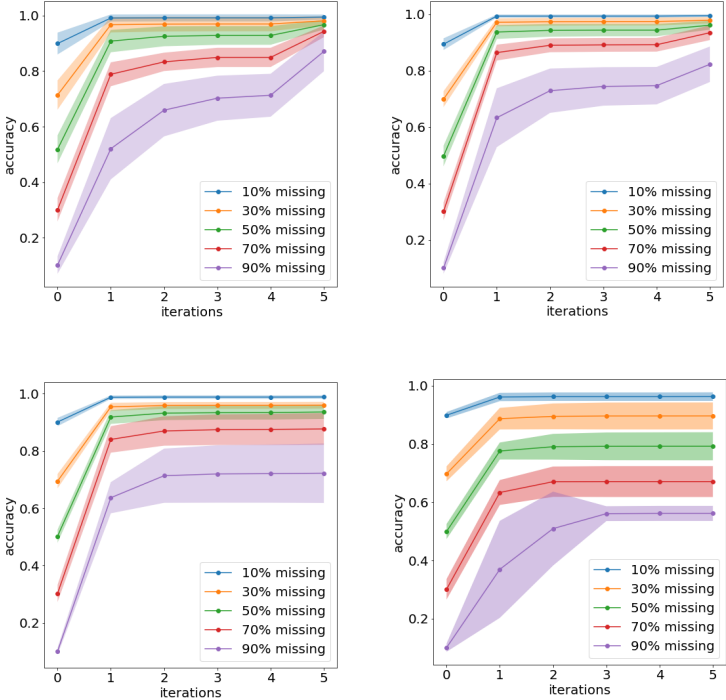 1.0
0.8
0.6
0.4
0.2
accuracy
10% missing
30% missing
50% missing
70% missing
90% missing
0 1 2 3 4 5
iterations
1.0
0.8
0.6
0.4
0.2
accuracy
10% missing
30% missing
50% missing
70% missing
90% missing
0 1 2 3 4 5
iterations
1.0
0.8
0.6
0.4
0.2
accuracy
10% missing
30% missing
50% missing
70% missing
90% missing
0 1 2 3 4 5
iterations
1.0
0.8
0.6
0.4
0.2
accuracy
10% missing
30% missing
50% missing
70% missing
90% missing
0 1 2 3 4 5
iterations